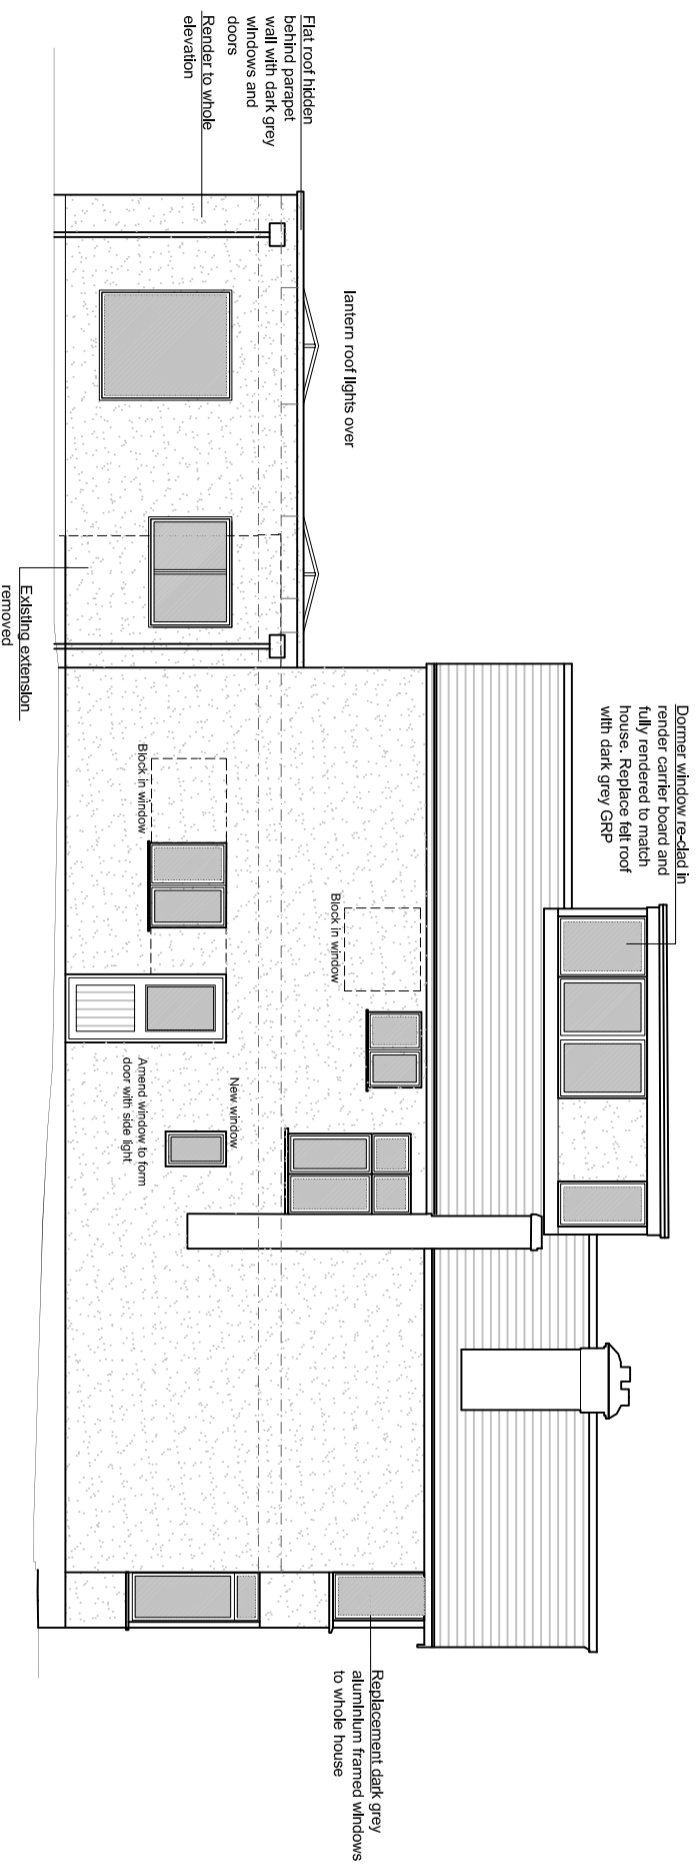 Flat roof hidden
behind parapet
wall with dark grey
windows and
doors
Render to whole
elevation
lantern roof lights over
Existing extension
removed
Dormer window re-clad in
render carrier board and
fully rendered to match
house. Replace felt roof
with dark grey GRP
Block in window
Block in window
New window
Amend window to form
door with side light
Replacement dark grey
aluminium framed windows
to whole house